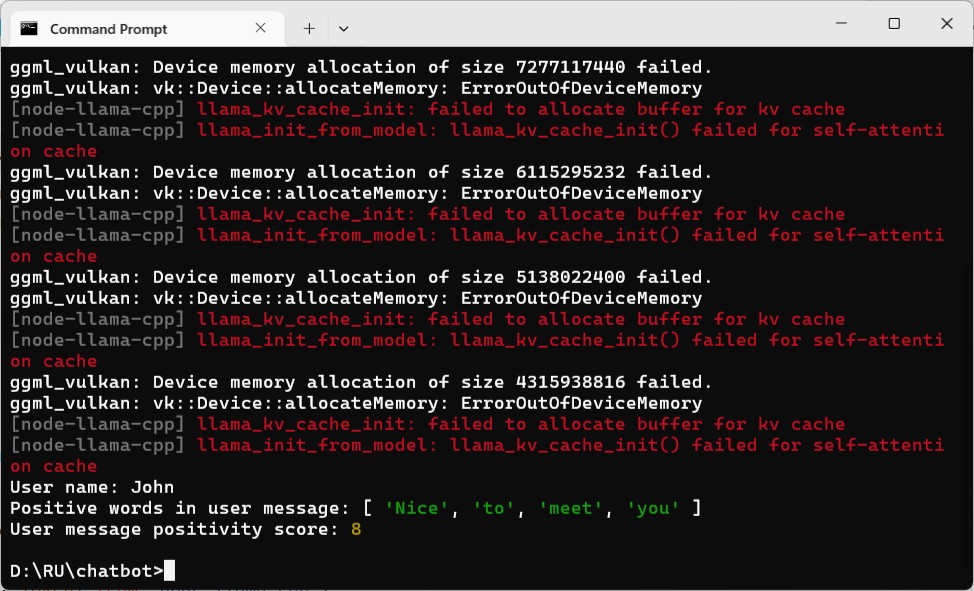 Command Prompt
ggml_vulkan: Device memory allocation of size 7277117440 failed.
ggml_vulkan: vk::Device::allocateMemory: ErrorOutOfDeviceMemory
[node-llama-cpp] llama_kv_cache_init: failed to allocate buffer for kv cache
[node-llama-cpp] llama_init_from_model: llama_kv_cache_init() failed for self-attenti
on cache
ggml_vulkan: Device memory allocation of size 6115295232 failed.
ggml_vulkan: vk::Device::allocateMemory: ErrorOutOfDeviceMemory
[node-llama-cpp] llama_kv_cache_init: failed to allocate buffer for kv cache
[node-llama-cpp] llama_init_from_model: llama_kv_cache_init() failed for self-attenti
on cache
ggml_vulkan: Device memory allocation of size 5138022400 failed.
ggml_vulkan: vk::Device::allocateMemory: ErrorOutOfDeviceMemory
[node-llama-cpp] llama_kv_cache_init: failed to allocate buffer for kv cache
[node-llama-cpp] llama_init_from_model: llama_kv_cache_init() failed for self-attenti
on cache
ggml_vulkan: Device memory allocation of size 4315938816 failed.
ggml_vulkan: vk::Device::allocateMemory: ErrorOutOfDeviceMemory
[node-llama-cpp] llama_kv_cache_init: failed to allocate buffer for kv cache
[node-llama-cpp] llama_init_from_model: llama_kv_cache_init() failed for self-attenti
on cache
User name: John
Positive words in user message: [ 'Nice', 'to', 'meet', 'you' ]
User message positivity score: 8
D:\RU\chatbot>